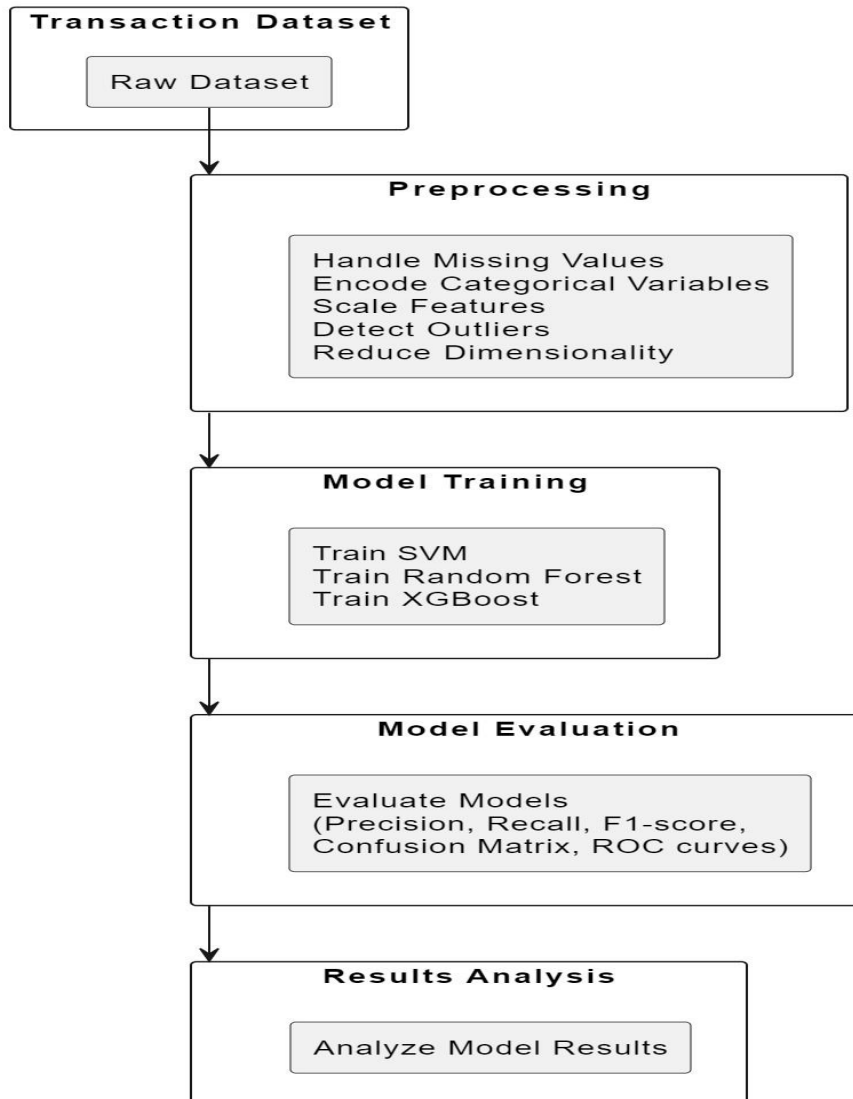 Transaction Dataset
Raw Dataset
Preprocessing
Handle Missing Values
Encode Categorical Variables
Scale Features
Detect Outliers
Reduce Dimensionality
Model Training
Train SVM
Train Random Forest
Train XGBoost
Model Evaluation
Evaluate Models
(Precision, Recall, F1-score,
Confusion Matrix, ROC curves)
Results Analysis
Analyze Model Results